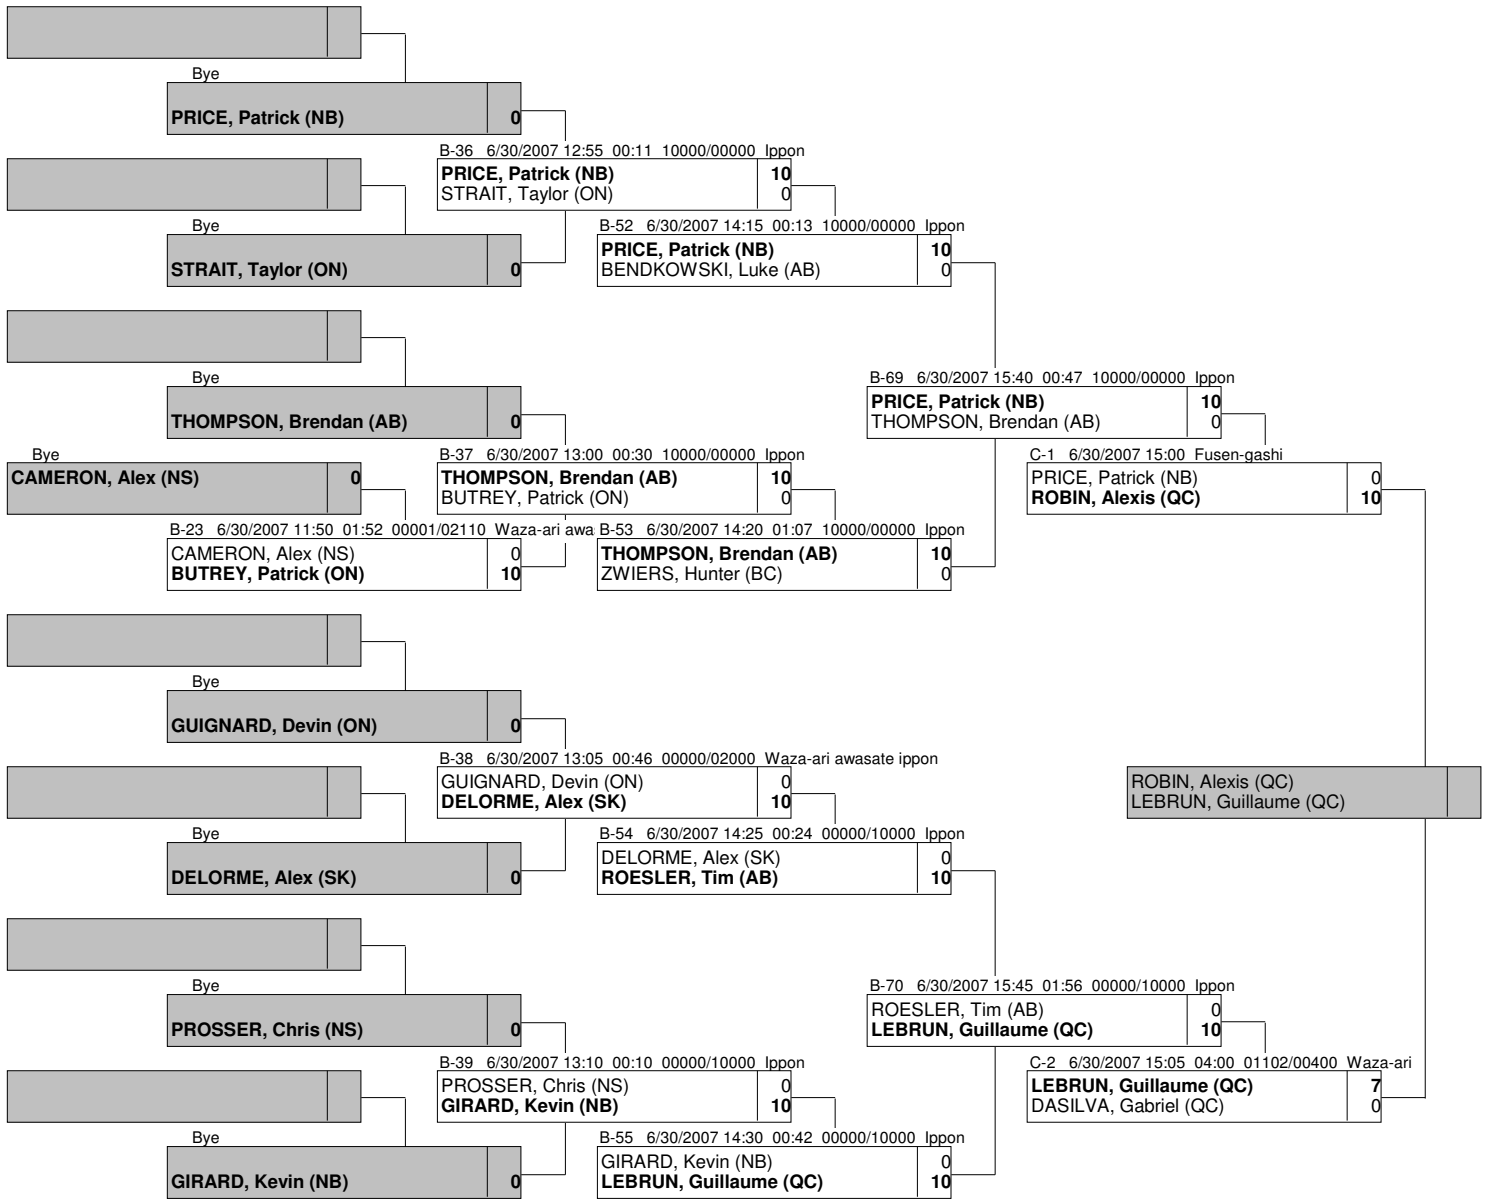 Bye
PRICE, Patrick (NB) 0
B-36 6/30/2007 12:55 00:11 10000/00000 Ippon
PRICE, Patrick (NB) 10
STRAIT, Taylor (ON) 0
Bye
STRAIT, Taylor (ON) 0
B-52 6/30/2007 14:15 00:13 10000/00000 Ippon
PRICE, Patrick (NB) 10
BENDKOWSKI, Luke (AB) 0
Bye
THOMPSON, Brendan (AB) 0
B-69 6/30/2007 15:40 00:47 10000/00000 Ippon
PRICE, Patrick (NB) 10
THOMPSON, Brendan (AB) 0
Bye
CAMERON, Alex (NS) 0
B-37 6/30/2007 13:00 00:30 10000/00000 Ippon
THOMPSON, Brendan (AB) 10
BUTREY, Patrick (ON) 0
C-1 6/30/2007 15:00 Fusen-gashi
PRICE, Patrick (NB) 0
ROBIN, Alexis (QC) 10
B-23 6/30/2007 11:50 01:52 00001/02110 Waza-ari awa
CAMERON, Alex (NS) 0
BUTREY, Patrick (ON) 10
B-53 6/30/2007 14:20 01:07 10000/00000 Ippon
THOMPSON, Brendan (AB) 10
ZWIERS, Hunter (BC) 0
Bye
GUIGNARD, Devin (ON) 0
B-38 6/30/2007 13:05 00:46 00000/02000 Waza-ari awasate ippon
GUIGNARD, Devin (ON) 0
DELORME, Alex (SK) 10
ROBIN, Alexis (QC)
LEBRUN, Guillaume (QC)
Bye
DELORME, Alex (SK) 0
B-54 6/30/2007 14:25 00:24 00000/10000 Ippon
DELORME, Alex (SK) 0
ROESLER, Tim (AB) 10
Bye
PROSSER, Chris (NS) 0
B-70 6/30/2007 15:45 01:56 00000/10000 Ippon
ROESLER, Tim (AB) 0
LEBRUN, Guillaume (QC) 10
B-39 6/30/2007 13:10 00:10 00000/10000 Ippon
PROSSER, Chris (NS) 0
GIRARD, Kevin (NB) 10
C-2 6/30/2007 15:05 04:00 01102/00400 Waza-ari
LEBRUN, Guillaume (QC) 7
DASILVA, Gabriel (QC) 0
Bye
GIRARD, Kevin (NB) 0
B-55 6/30/2007 14:30 00:42 00000/10000 Ippon
GIRARD, Kevin (NB) 0
LEBRUN, Guillaume (QC) 10